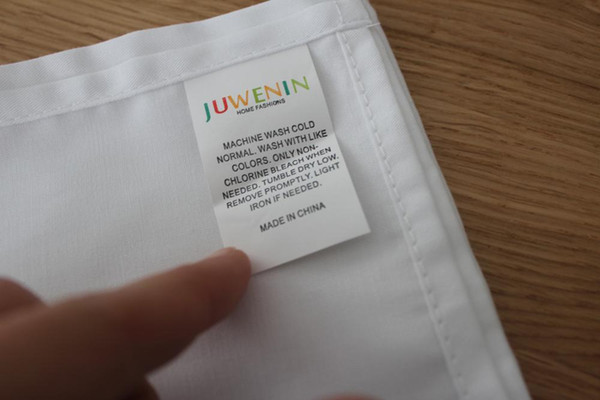 JUWENIN
HOME FASHIONS
MACHINE WASH COLD
NORMAL. WASH WITH LIKE
COLORS. ONLY NON-
CHLORINE BLEACH WHEN
NEEDED. TUMBLE DRY LOW.
REMOVE PROMPTLY. LIGHT
IRON IF NEEDED.
MADE IN CHINA